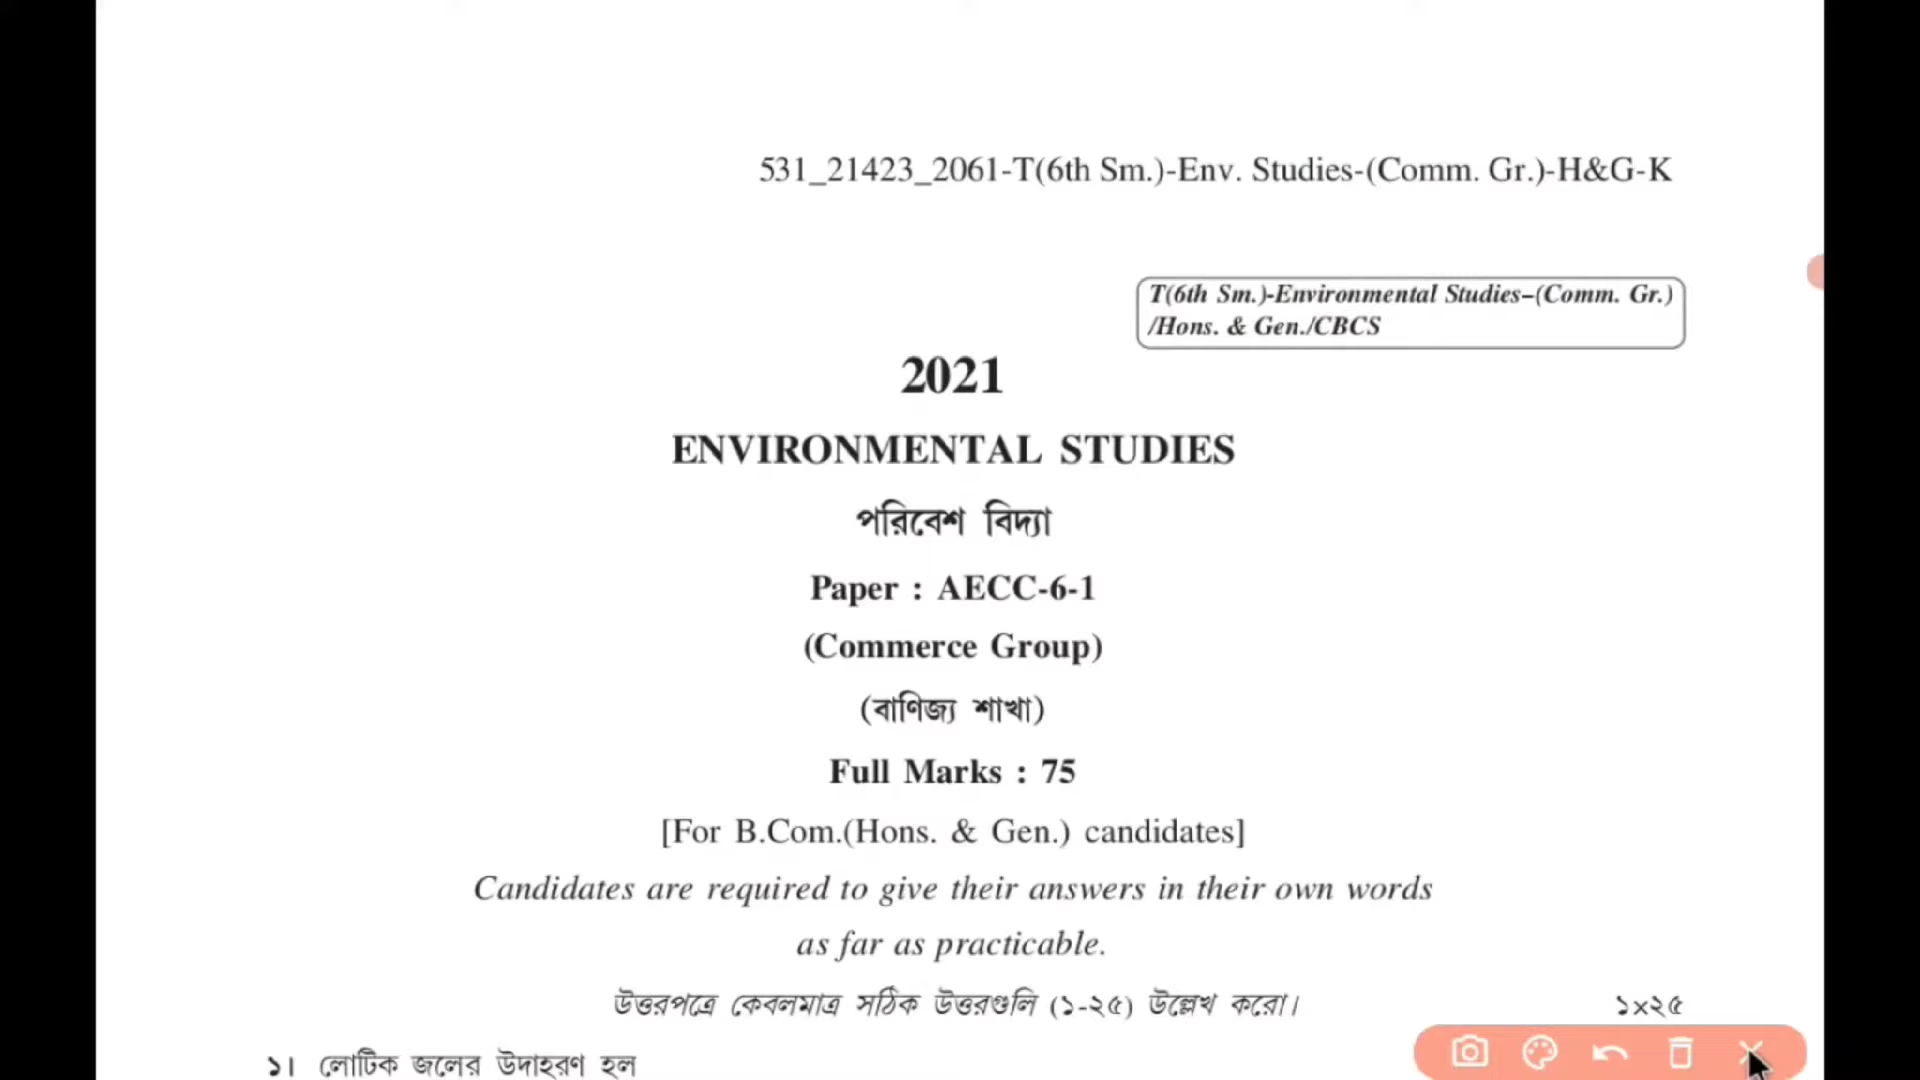 531_21423_2061-T(6th Sm.)-Env. Studies-(Comm. Gr.)-H&G-K
T(6th Sm.)-Environmental Studies–(Comm. Gr.)
/Hons. & Gen./CBCS
2021
ENVIRONMENTAL STUDIES
পরিবেশ বিদ্যা
Paper : AECC-6-1
(Commerce Group)
(বাণিজ্য শাখা)
Full Marks : 75
[For B.Com.(Hons. & Gen.) candidates]
Candidates are required to give their answers in their own words
as far as practicable.
উত্তরপত্রে কেবলমাত্র সঠিক উত্তরগুলি (১-২৫) উল্লেখ করো। ১×২৫
১। লোটিক জলের উদাহরণ হল